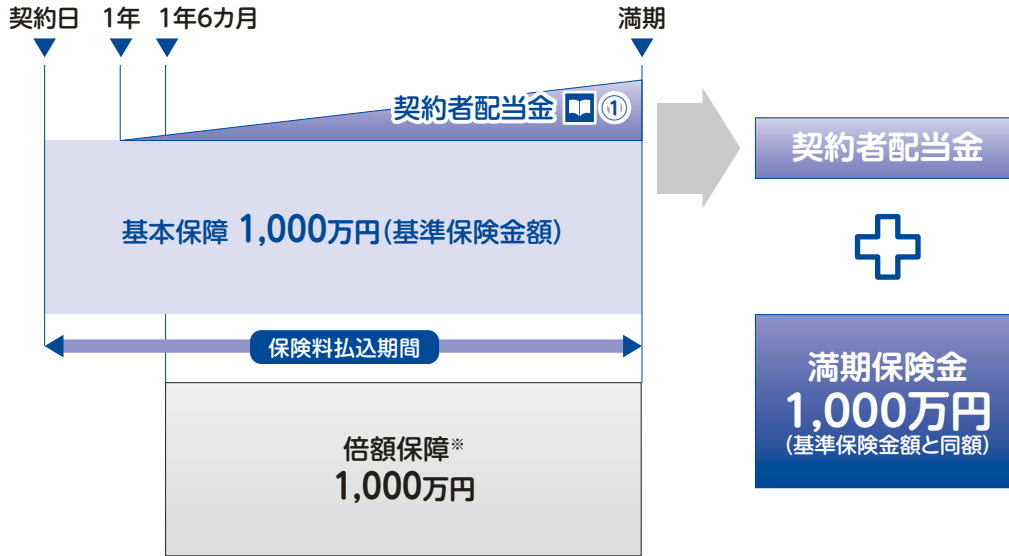 契約日 1年 1年6カ月 満期
契約者配当金 ①
基本保障 1,000万円(基準保険金額)
保険料払込期間
倍額保障※
1,000万円
契約者配当金
満期保険金
1,000万円
(基準保険金額と同額)